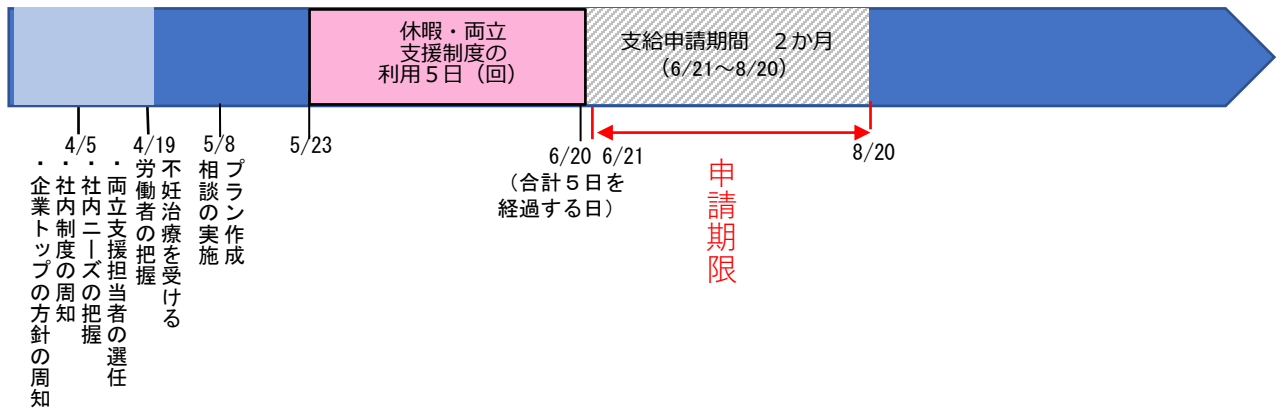 休暇・両立
支援制度の
利用５日（回）
支給申請期間　２か月
（6/21～8/20）
4/5
・両立支援担当者の選任
・社内ニーズの把握
・社内制度の周知
・企業トップの方針の周知
4/19
不妊治療を受ける
労働者の把握
5/8
プラン作成
相談の実施
5/23
6/20
（合計５日を
経過する日）
6/21
申請期限
8/20